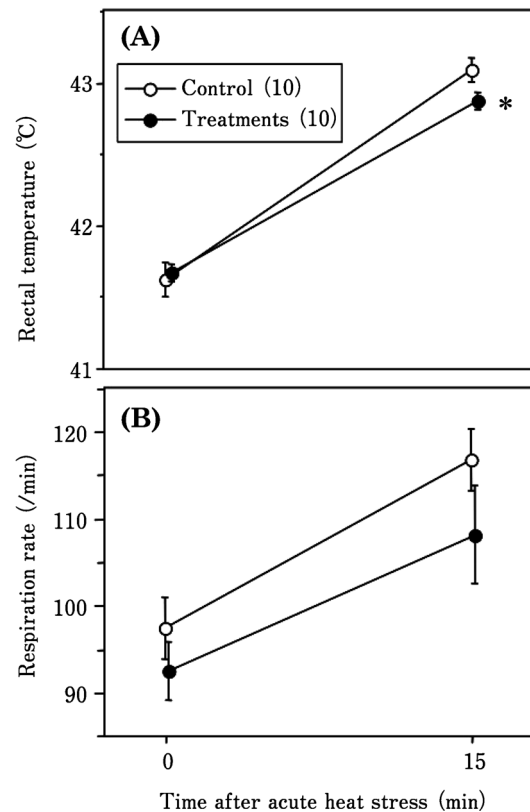 (A)
Control (10)
Treatments (10)
Rectal temperature (℃)
43
42
41
*
(B)
Respiration rate (/min)
120
110
100
90
0
15
Time after acute heat stress (min)